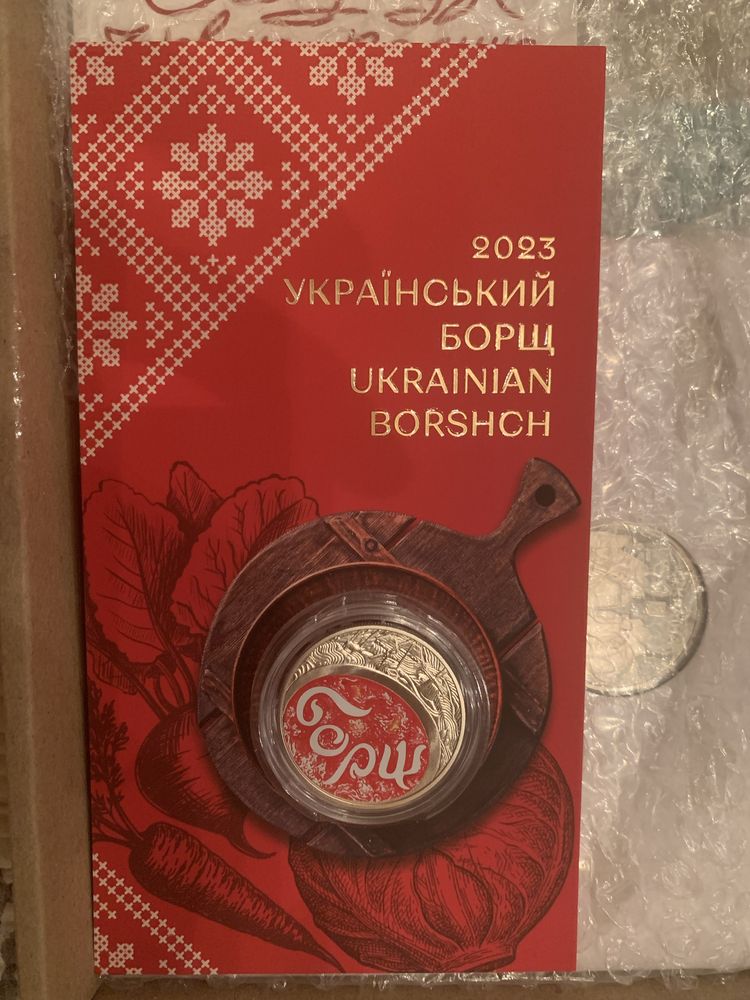 2023
УКРАЇНСЬКИЙ
БОРЩ
UKRAINIAN
BORSHCH
Борщ